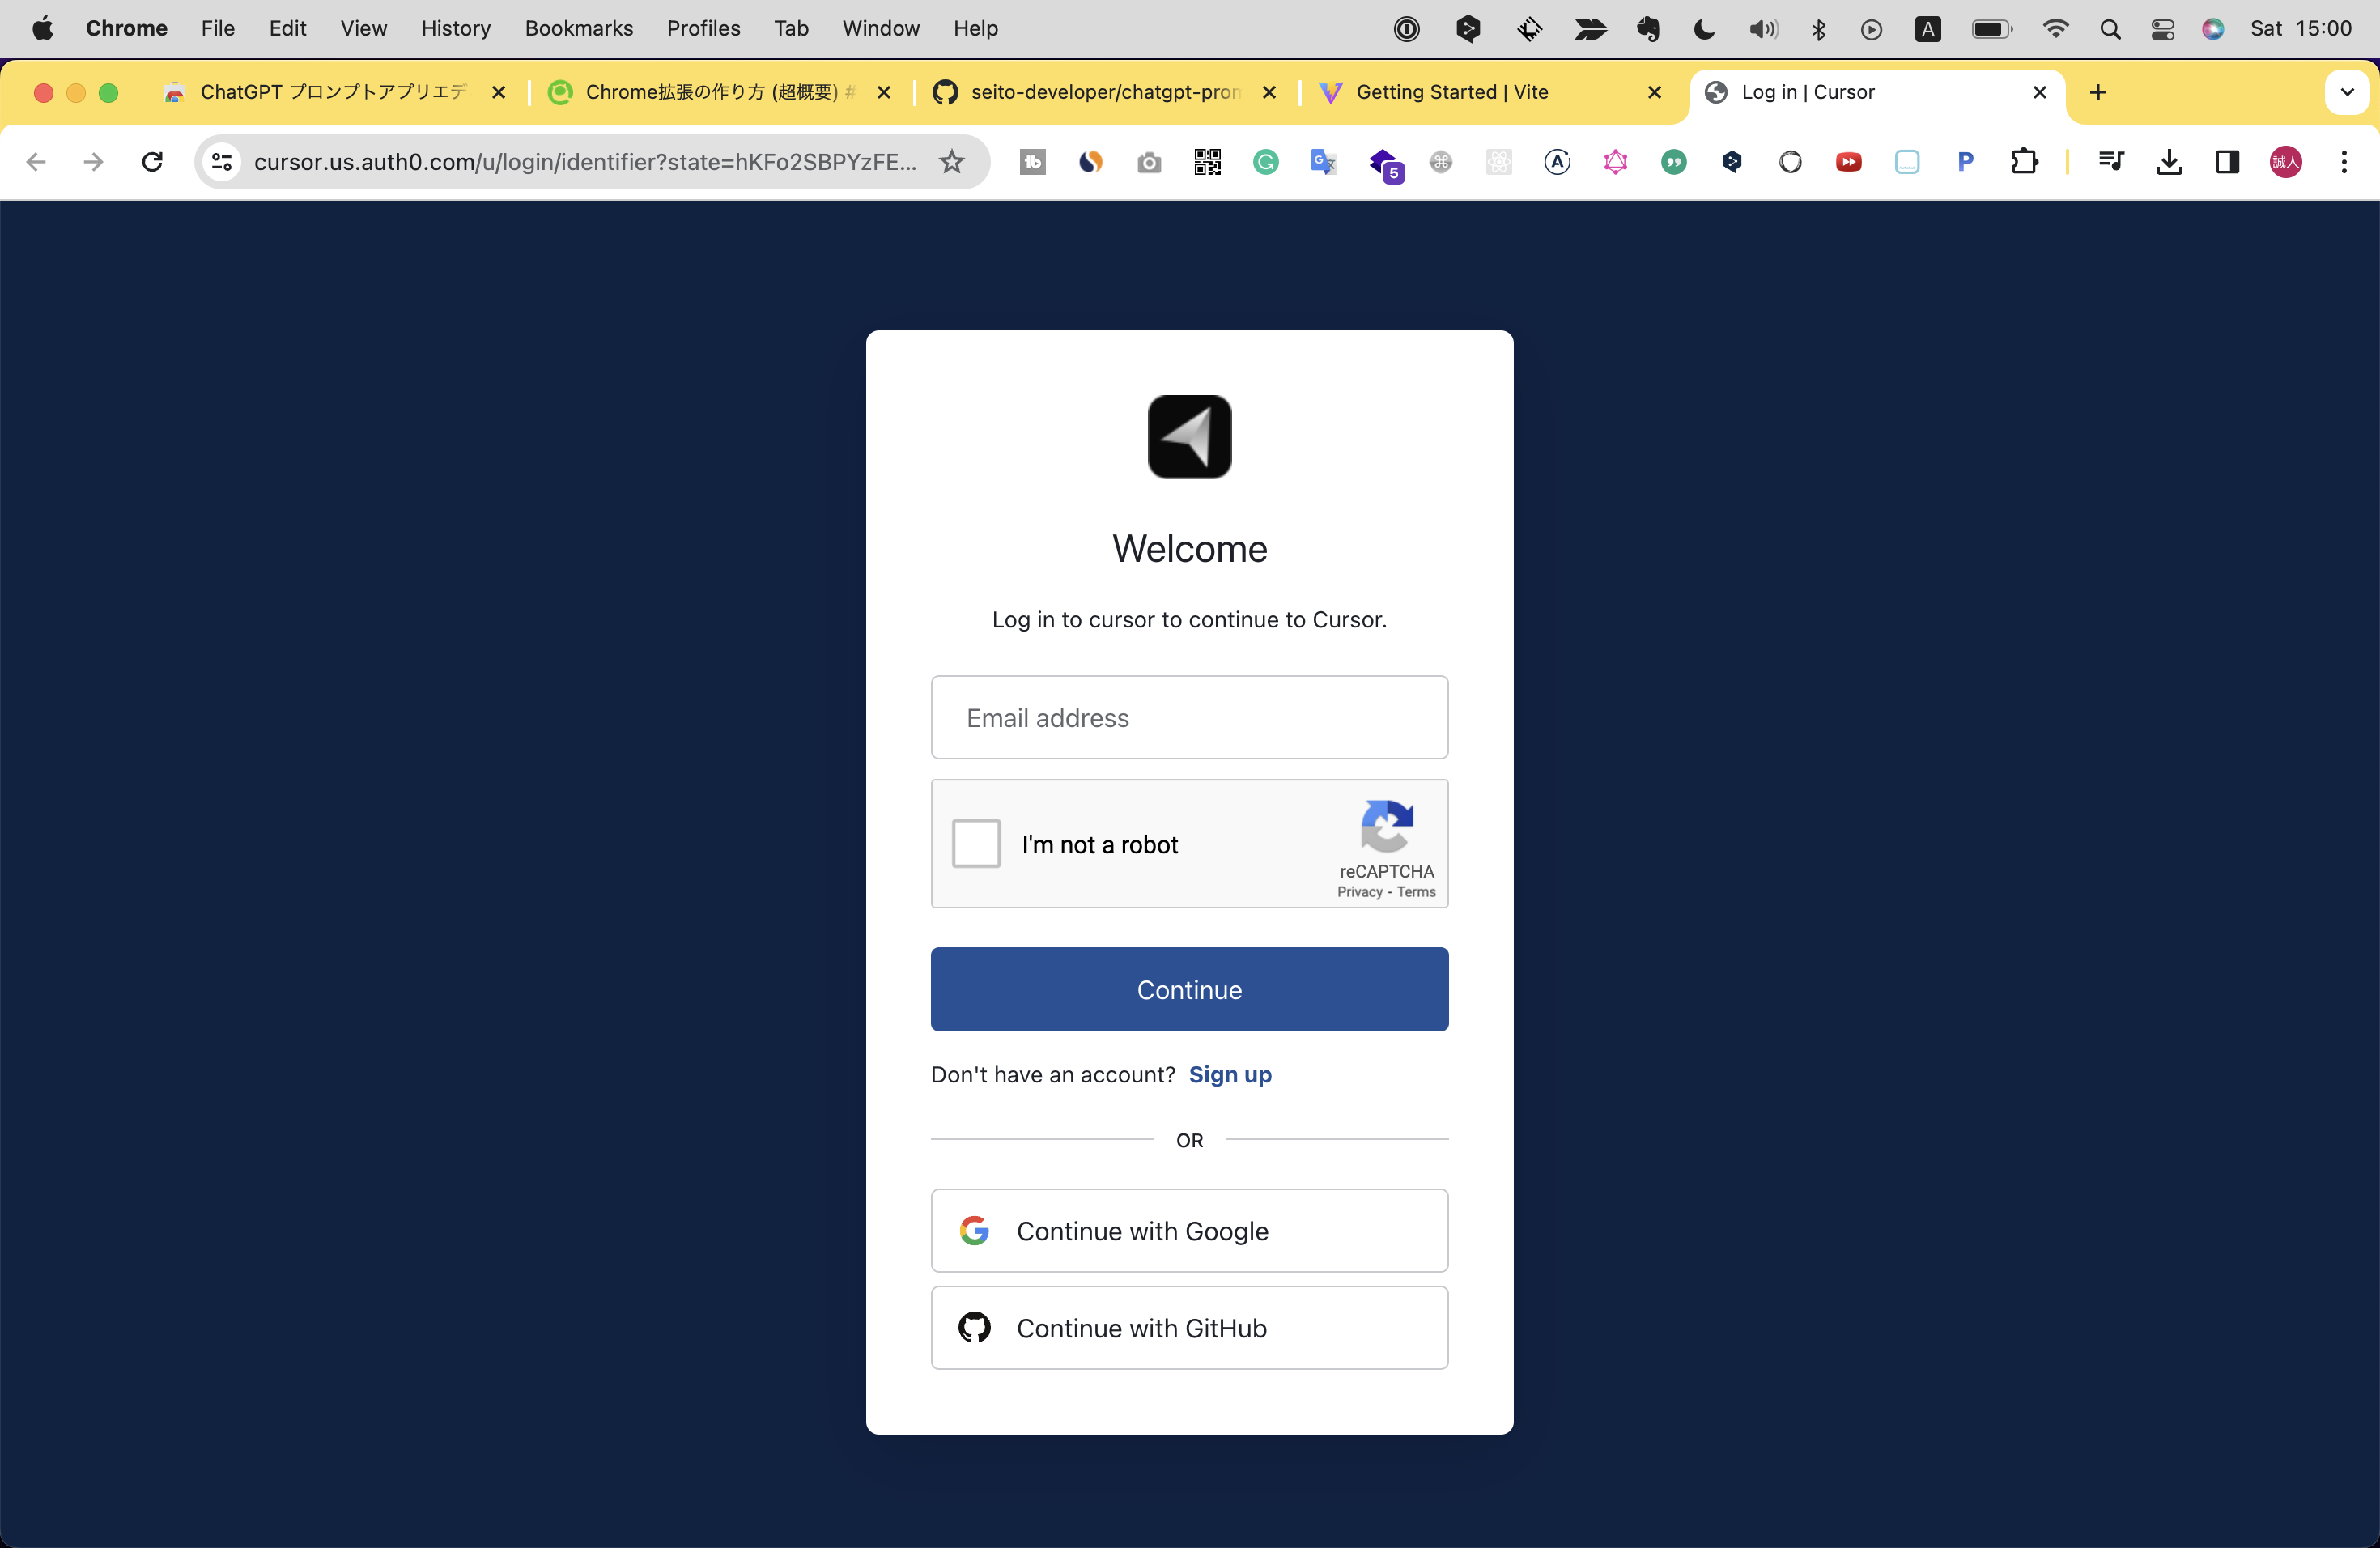 Chrome File Edit View History Bookmarks Profiles Tab Window Help A Sat 15:00
ChatGPT プロンプトアプリエデ Chrome拡張の作り方 (超概要) # seito-developer/chatgpt-pron Getting Started | Vite Log in | Cursor
cursor.us.auth0.com/u/login/identifier?state=hKFo2SBPYzFE... 5 誠人
Welcome
Log in to cursor to continue to Cursor.
Email address
I'm not a robot
reCAPTCHA
Privacy - Terms
Continue
Don't have an account? Sign up
OR
Continue with Google
Continue with GitHub